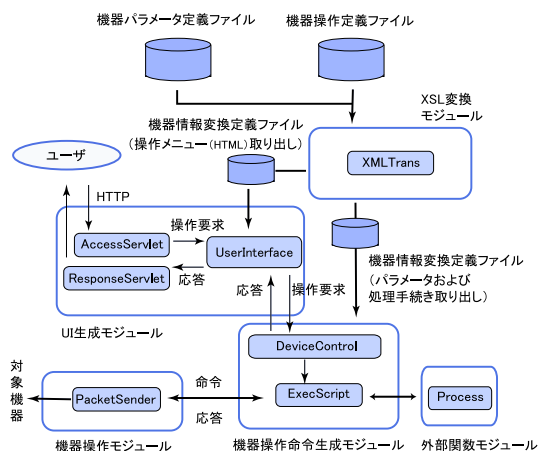 機器パラメータ定義ファイル
機器操作定義ファイル
XSL変換
モジュール
機器情報変換定義ファイル
(操作メニュー(HTML)取り出し)
XMLTrans
ユーザ
HTTP
操作要求
AccessServlet
UserInterface
ResponseServlet
応答
機器情報変換定義ファイル
(パラメータおよび
処理手続き取り出し)
応答
操作要求
UI生成モジュール
DeviceControl
対象機器
命令
PacketSender
ExecScript
Process
応答
機器操作モジュール
機器操作命令生成モジュール
外部関数モジュール